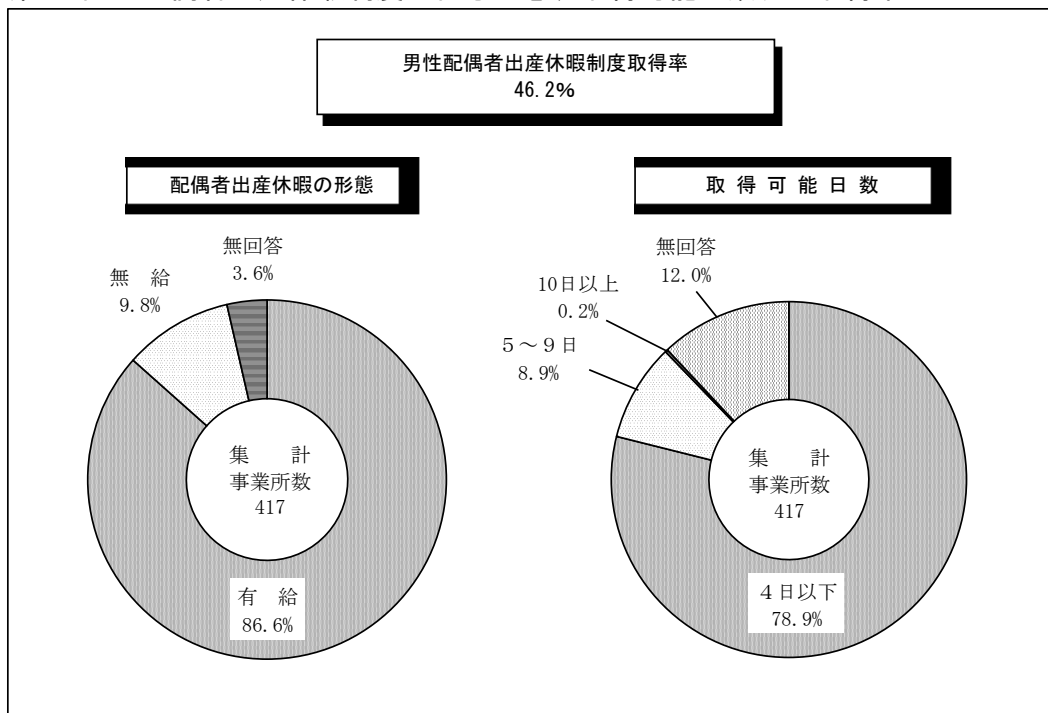 男性配偶者出産休暇制度取得率
46.2%
配偶者出産休暇の形態
無回答
3.6%
無 給
9.8%
集 計
事業所数
417
有 給
86.6%
取 得 可 能 日 数
無回答
12.0%
10日以上
0.2%
5～9日
8.9%
集 計
事業所数
417
４日以下
78.9%